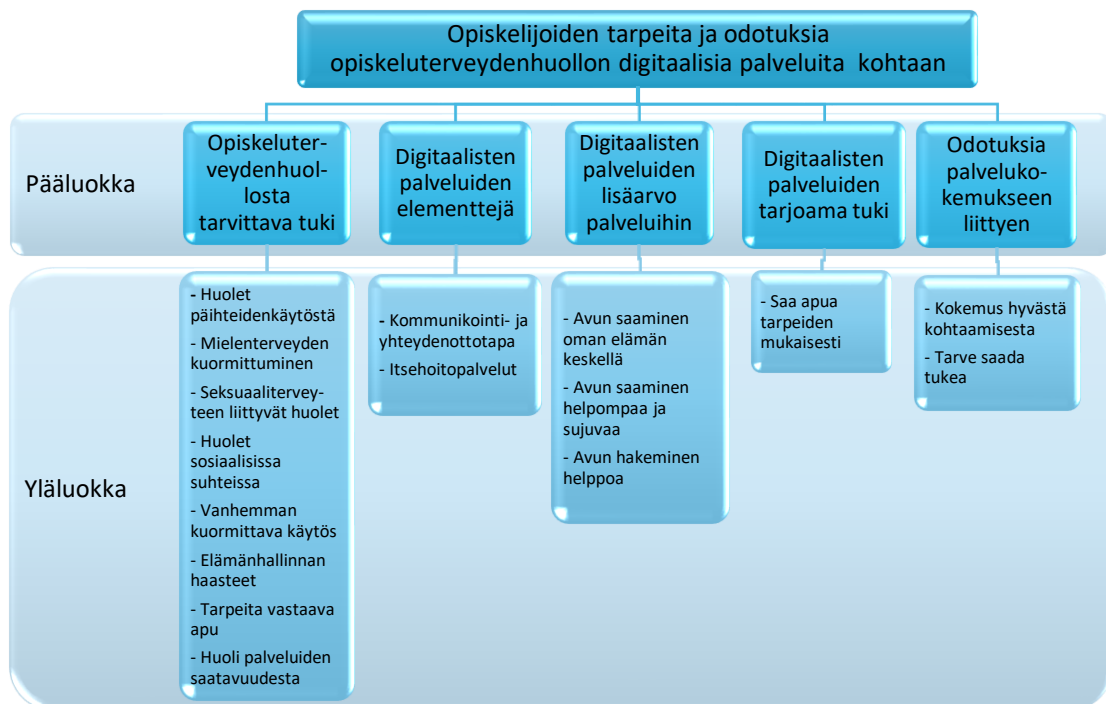 Opiskelijoiden tarpeita ja odotuksia
opiskeluterveydenhuollon digitaalisia palveluita kohtaan
Pääluokka
Opiskeluter-
veydenhuol-
losta
tarvittava tuki
Digitaalisten
palveluiden
elementtejä
Digitaalisten
palveluiden
lisäarvo
palveluihin
Digitaalisten
palveluiden
tarjoama tuki
Odotuksia
palveluko-
kemukseen
liittyen
Yläluokka
- Huolet
päihteidenkäytöstä
- Mielenterveyden
kuormittuminen
- Seksuaalitervey-
teen liittyvät huolet
- Huolet
sosiaalisissa
suhteissa
- Vanhemman
kuormittava käytös
- Elämänhallinnan
haasteet
- Tarpeita vastaava
apu
- Huoli palveluiden
saatavuudesta
- Kommunikointi- ja
yhteydenottotapa
- Itsehoitopalvelut
- Avun saaminen
oman elämän
keskellä
- Avun saaminen
helpompaa ja
sujuvaa
- Avun hakeminen
helppoa
- Saa apua
tarpeiden
mukaisesti
- Kokemus hyvästä
kohtaamisesta
- Tarve saada
tukea